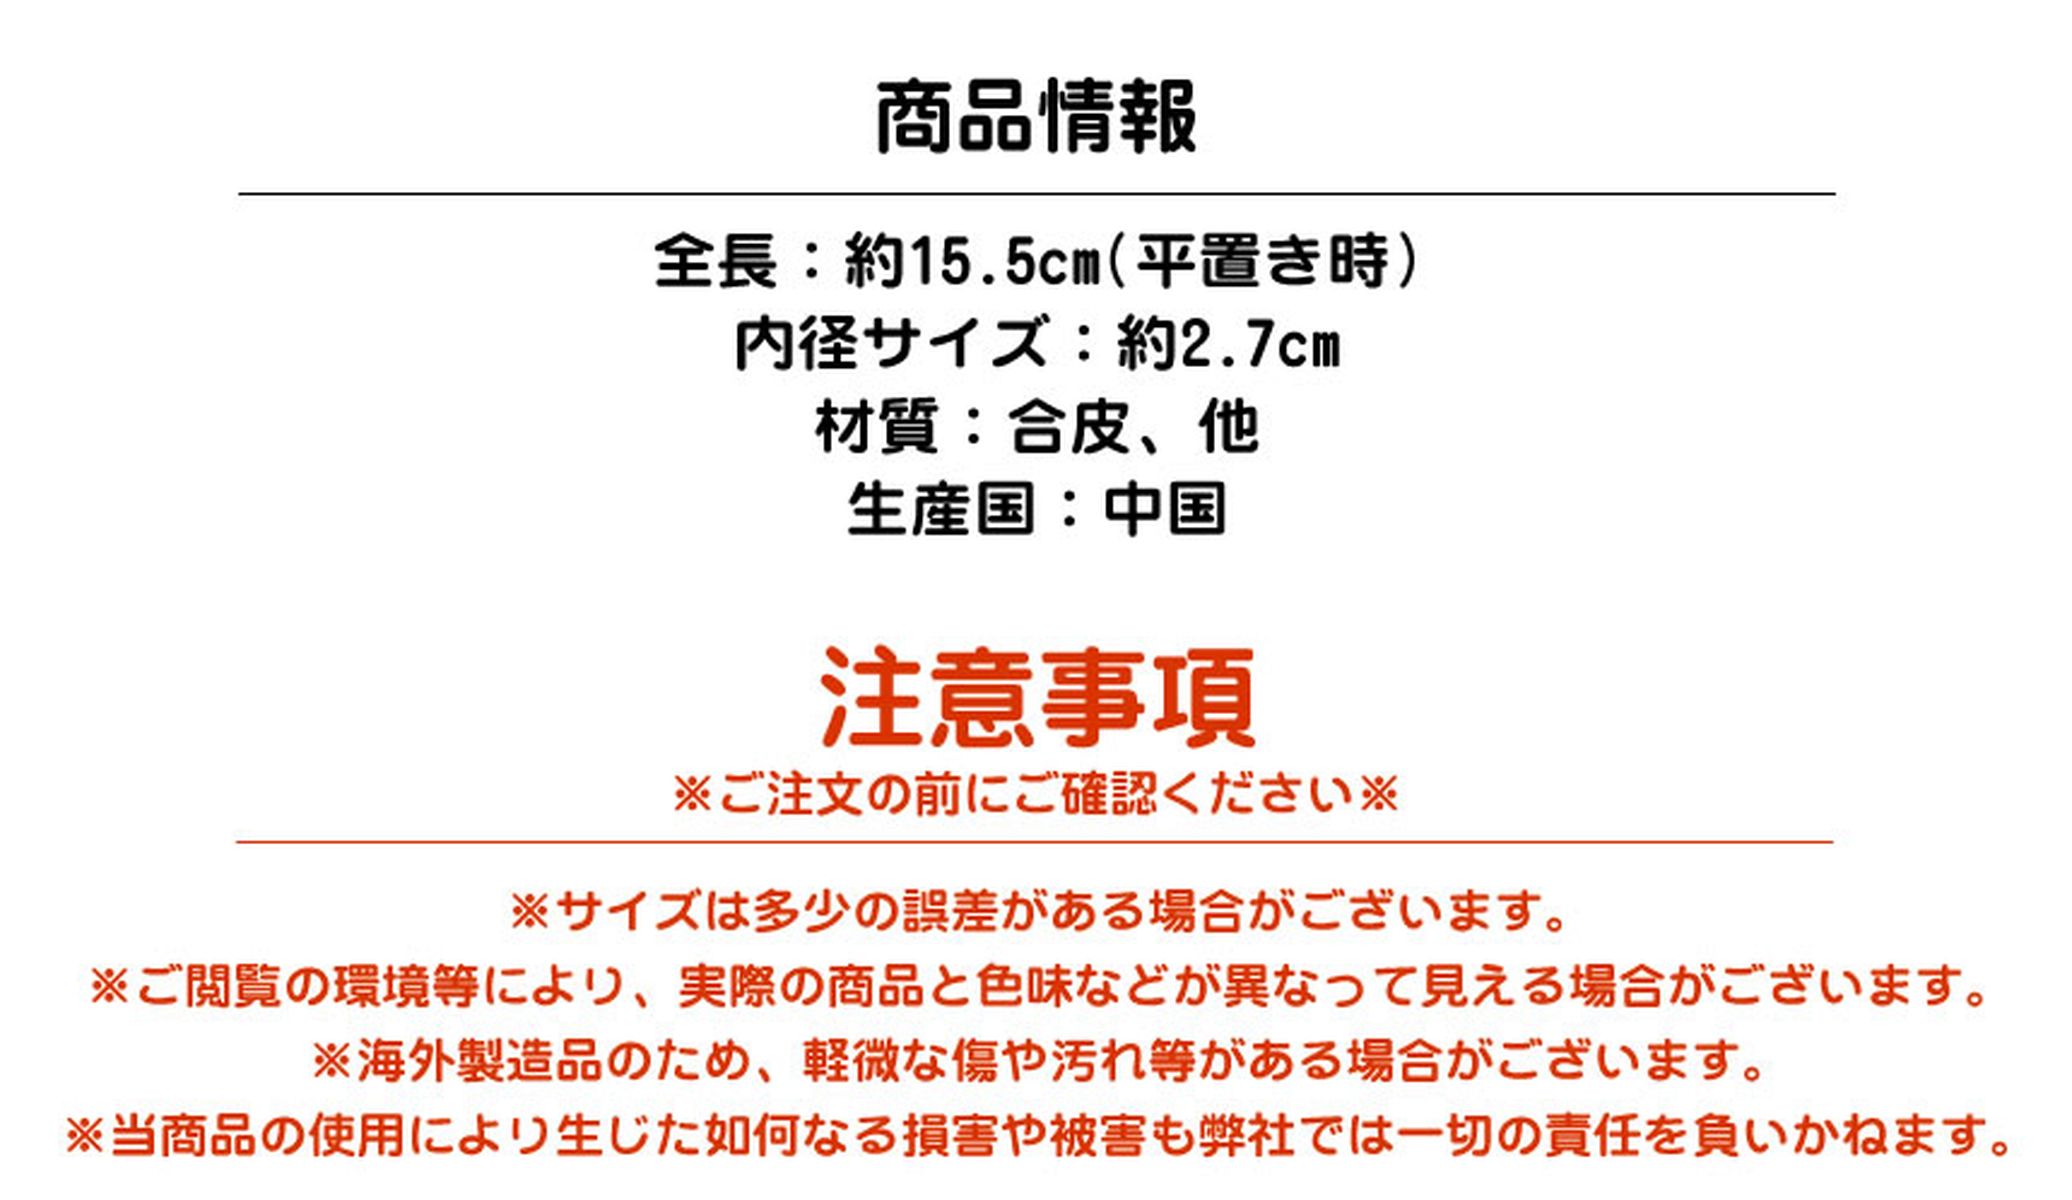 商品情報
全長：約15.5cm(平置き時)
内径サイズ：約2.7cm
材質：合皮、他
生産国：中国
注意事項
※ご注文の前にご確認ください※
※サイズは多少の誤差がある場合がございます。
※ご閲覧の環境等により、実際の商品と色味などが異なって見える場合がございます。
※海外製造品のため、軽微な傷や汚れ等がある場合がございます。
※当商品の使用により生じた如何なる損害や被害も弊社では一切の責任を負いかねます。